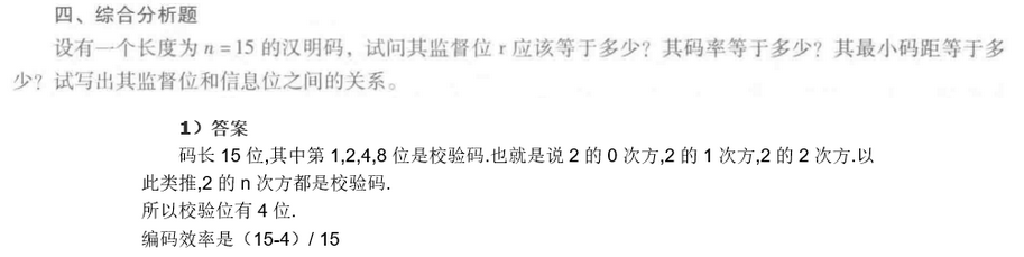 四、综合分析题
设有一个长度为 n = 15 的汉明码，试问其监督位 r 应该等于多少？其码率等于多少？其最小码距等于多
少？试写出其监督位和信息位之间的关系。
1）答案
码长 15 位,其中第 1,2,4,8 位是校验码.也就是说 2 的 0 次方,2 的 1 次方,2 的 2 次方.以
此类推,2 的 n 次方都是校验码.
所以校验位有 4 位.
编码效率是（15-4）/ 15